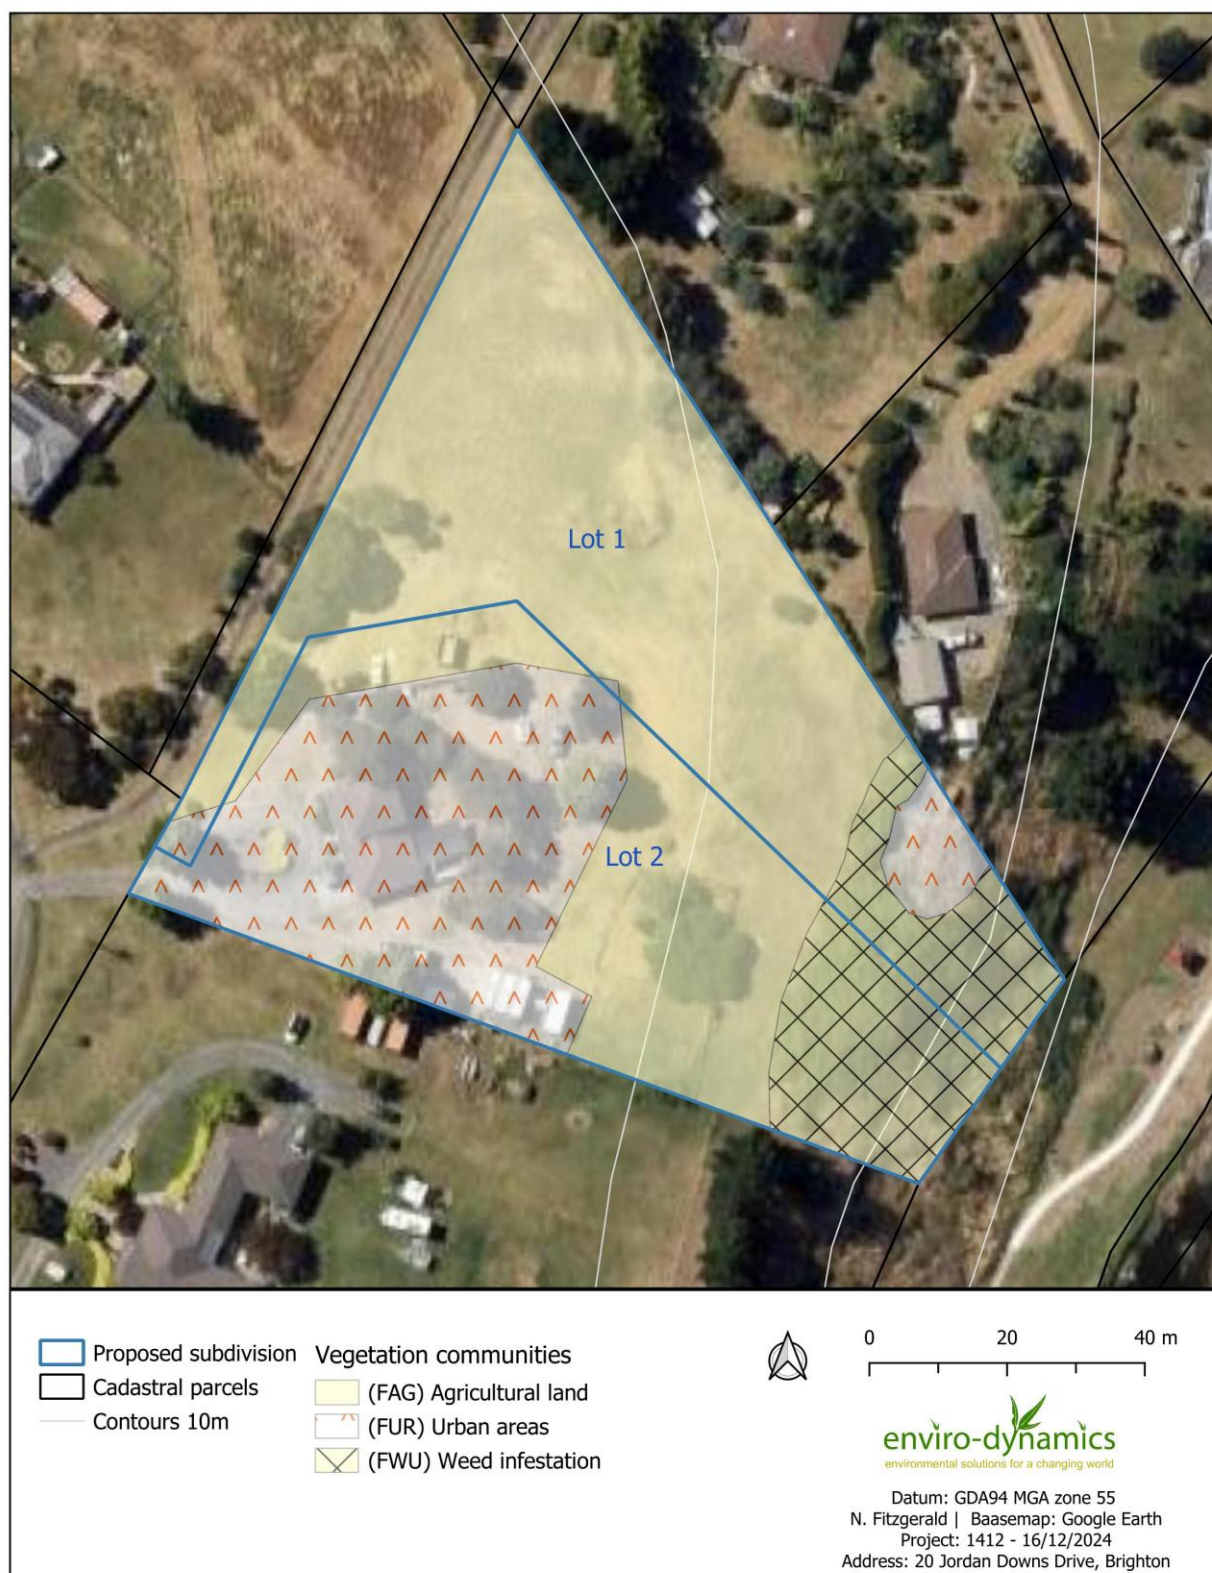 Lot 1
Lot 2
Proposed subdivision
Cadastral parcels
Contours 10m
Vegetation communities
(FAG) Agricultural land
(FUR) Urban areas
(FWU) Weed infestation
0 20 40 m
enviro-dynamics
environmental solutions for a changing world
Datum: GDA94 MGA zone 55
N. Fitzgerald | Baasemap: Google Earth
Project: 1412 - 16/12/2024
Address: 20 Jordan Downs Drive, Brighton